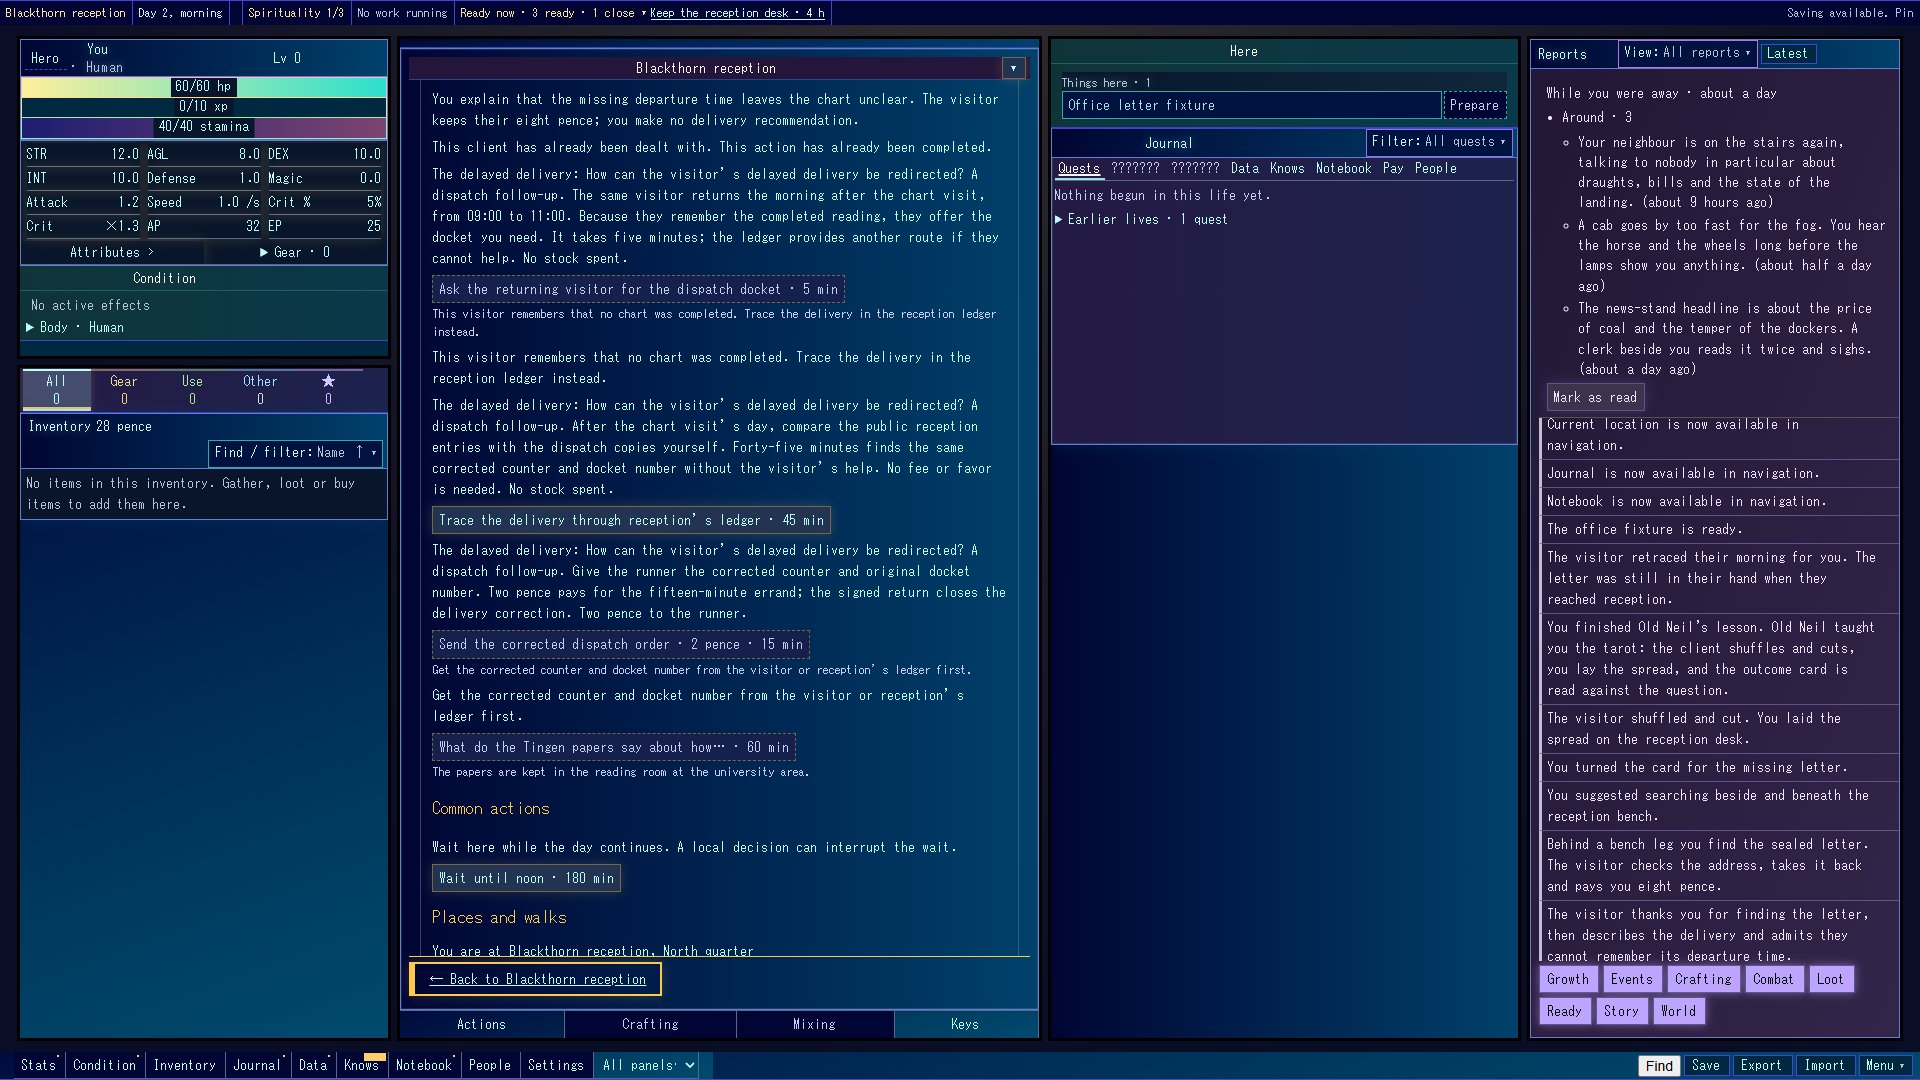 Blackthorn reception
Day 2, morning
Spirituality 1/3
No work running
Ready now · 3 ready · 1 close ▾ Keep the reception desk · 4 h
Saving available. Pin
Hero · You
Human
Lv 0
60/60 hp
0/10 xp
40/40 stamina
STR 12.0 AGL 8.0 DEX 10.0
INT 10.0 Defense 1.0 Magic 0.0
Attack 1.2 Speed 1.0 /s Crit % 5%
Crit ×1.3 AP 32 EP 25
Attributes >
▶ Gear · 0
Condition
No active effects
▶ Body · Human
All Gear Use Other ★
0 0 0 0 0
Inventory 28 pence
Find / filter: Name ↑ ▾
No items in this inventory. Gather, loot or buy
items to add them here.
Blackthorn reception
▾
You explain that the missing departure time leaves the chart unclear. The visitor
keeps their eight pence; you make no delivery recommendation.
This client has already been dealt with. This action has already been completed.
The delayed delivery: How can the visitor’s delayed delivery be redirected? A
dispatch follow-up. The same visitor returns the morning after the chart visit,
from 09:00 to 11:00. Because they remember the completed reading, they offer the
docket you need. It takes five minutes; the ledger provides another route if they
cannot help. No stock spent.
Ask the returning visitor for the dispatch docket · 5 min
This visitor remembers that no chart was completed. Trace the delivery in the reception ledger
instead.
This visitor remembers that no chart was completed. Trace the delivery in the
reception ledger instead.
The delayed delivery: How can the visitor’s delayed delivery be redirected? A
dispatch follow-up. After the chart visit’s day, compare the public reception
entries with the dispatch copies yourself. Forty-five minutes finds the same
corrected counter and docket number without the visitor’s help. No fee or favor
is needed. No stock spent.
Trace the delivery through reception’s ledger · 45 min
The delayed delivery: How can the visitor’s delayed delivery be redirected? A
dispatch follow-up. Give the runner the corrected counter and original docket
number. Two pence pays for the fifteen-minute errand; the signed return closes the
delivery correction. Two pence to the runner.
Send the corrected dispatch order · 2 pence · 15 min
Get the corrected counter and docket number from the visitor or reception’s ledger first.
Get the corrected counter and docket number from the visitor or reception’s
ledger first.
What do the Tingen papers say about how… · 60 min
The papers are kept in the reading room at the university area.
Common actions
Wait here while the day continues. A local decision can interrupt the wait.
Wait until noon · 180 min
Places and walks
You are at Blackthorn reception, North quarter
← Back to Blackthorn reception
Actions Crafting Mixing Keys
Here
Things here · 1
Office letter fixture Prepare
Journal
Filter: All quests ▾
Quests ??????? ??????? Data Knows Notebook Pay People
Nothing begun in this life yet.
▶ Earlier lives · 1 quest
Reports
View: All reports ▾
Latest
While you were away · about a day
• Around · 3
Your neighbour is on the stairs again,
talking to nobody in particular about
draughts, bills and the state of the
landing. (about 9 hours ago)
A cab goes by too fast for the fog. You hear
the horse and the wheels long before the
lamps show you anything. (about half a day
ago)
The news-stand headline is about the price
of coal and the temper of the dockers. A
clerk beside you reads it twice and sighs.
(about a day ago)
Mark as read
Current location is now available in
navigation.
Journal is now available in navigation.
Notebook is now available in navigation.
The office fixture is ready.
The visitor retraced their morning for you. The
letter was still in their hand when they
reached reception.
You finished Old Neil’s lesson. Old Neil taught
you the tarot: the client shuffles and cuts,
you lay the spread, and the outcome card is
read against the question.
The visitor shuffled and cut. You laid the
spread on the reception desk.
You turned the card for the missing letter.
You suggested searching beside and beneath the
reception bench.
Behind a bench leg you find the sealed letter.
The visitor checks the address, takes it back
and pays you eight pence.
The visitor thanks you for finding the letter,
then describes the delivery and admits they
cannot remember its departure time.
Growth Events Crafting Combat Loot
Ready Story World
Stats Condition Inventory Journal Data Knows Notebook People Settings All panels
Find Save Export Import Menu ▾